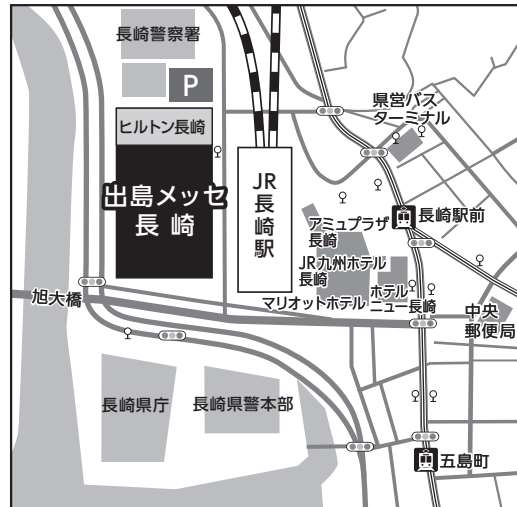 長崎警察署
P
ヒルトン長崎
出島メッセ
長崎
JR
長崎駅
県営バス
ターミナル
長崎駅前
アミュプラザ
長崎
JR九州ホテル
長崎
マリオットホテル
ホテル
ニュー長崎
中央
郵便局
旭大橋
長崎県庁
長崎県警本部
五島町